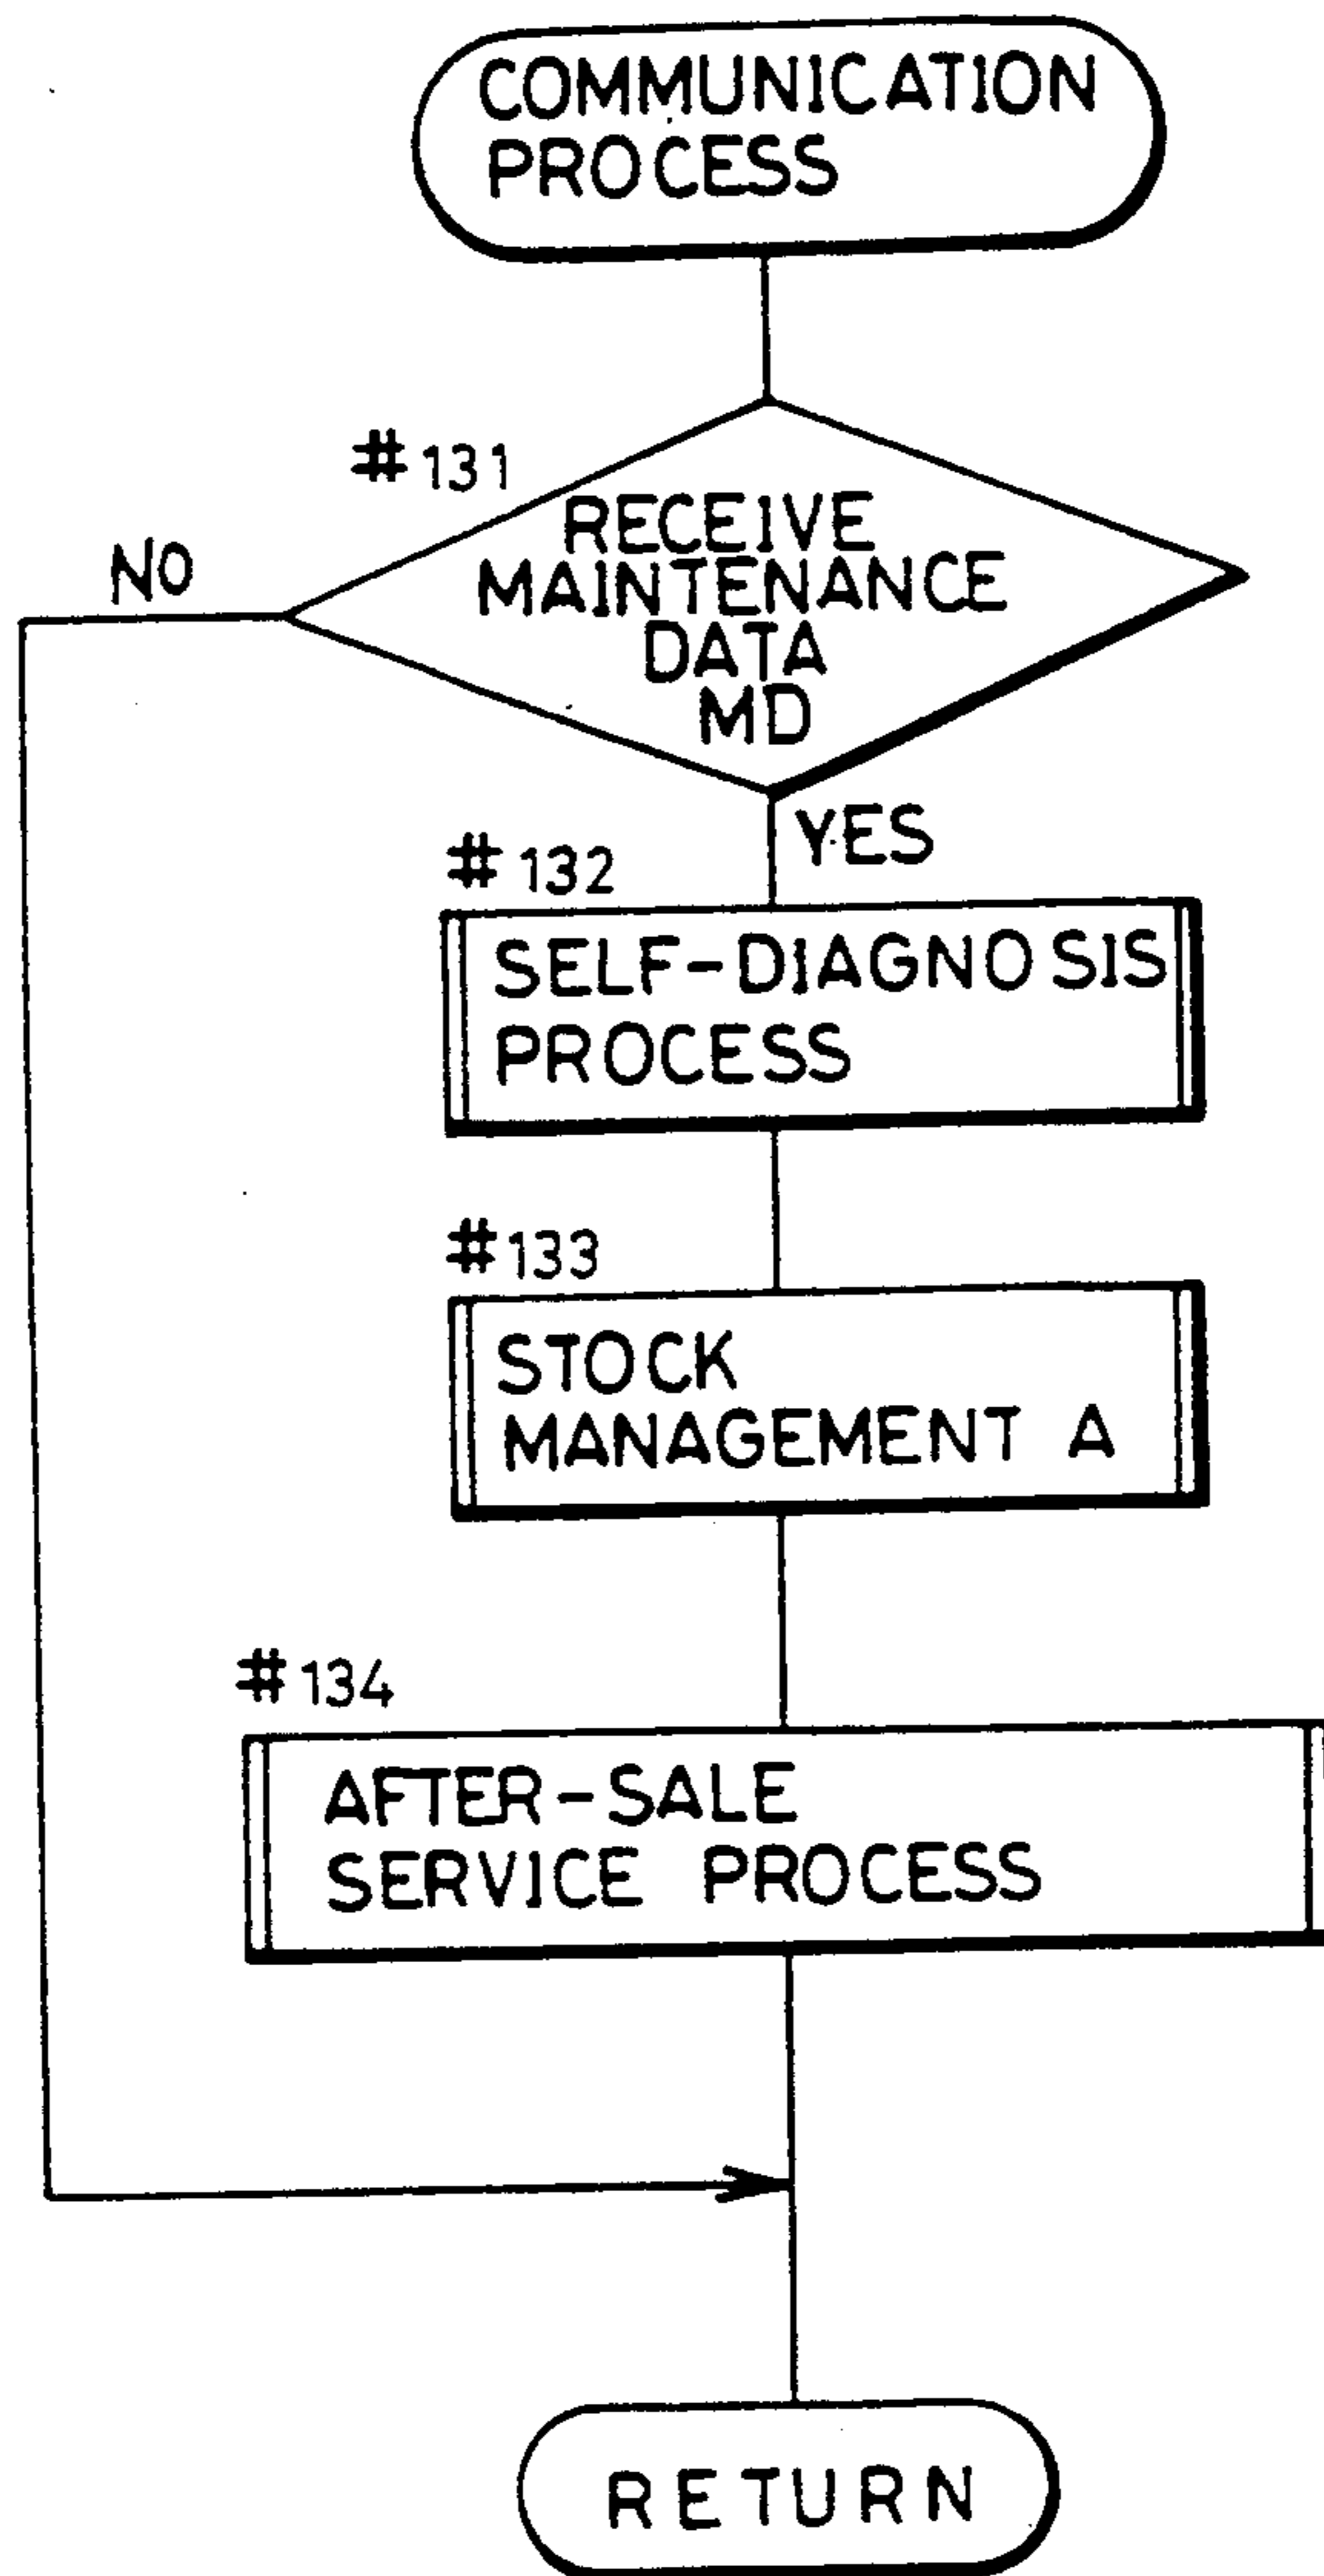 COMMUNICATION
PROCESS
#131
NO
RECEIVE
MAINTENANCE
DATA
MD
YES
#132
SELF-DIAGNOSIS
PROCESS
#133
STOCK
MANAGEMENT A
#134
AFTER-SALE
SERVICE PROCESS
RETURN